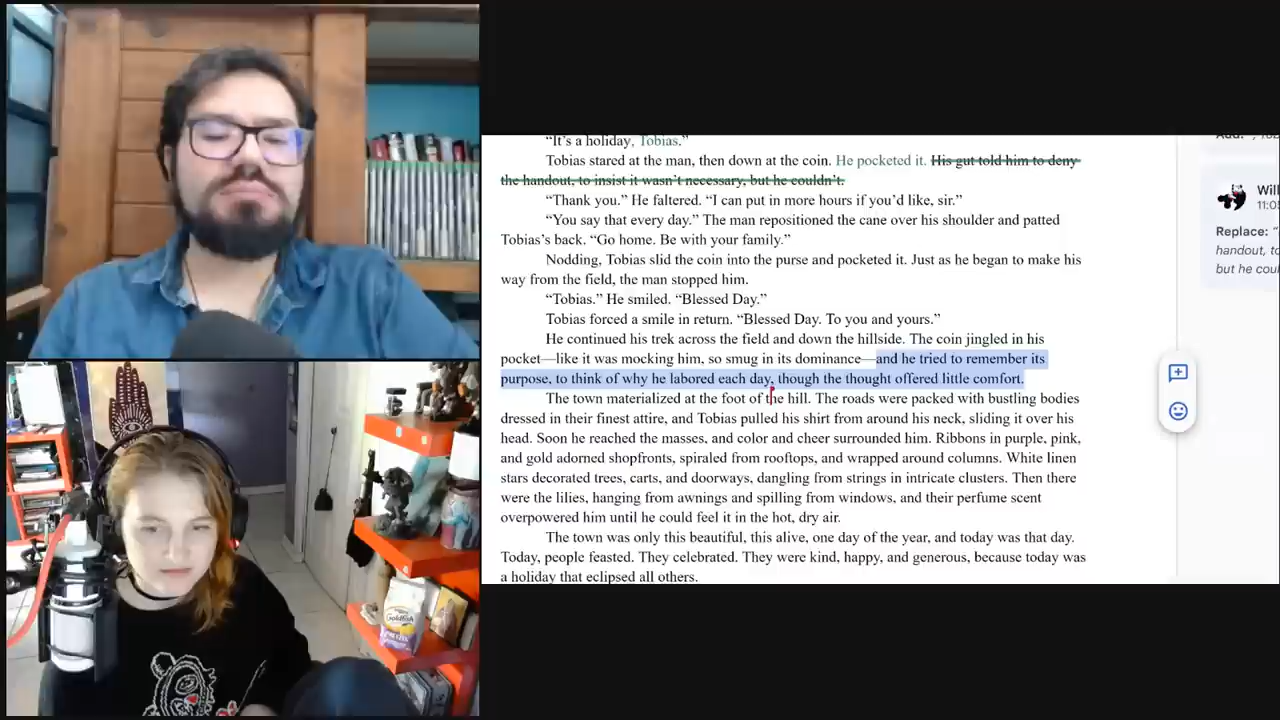 “It’s a holiday, Tobias.”
Tobias stared at the man, then down at the coin. He pocketed it. His gut told him to deny
the handout, to insist it wasn’t necessary, but he couldn’t.
“Thank you.” He faltered. “I can put in more hours if you’d like, sir.”
“You say that every day.” The man repositioned the cane over his shoulder and patted
Tobias’s back. “Go home. Be with your family.”
Nodding, Tobias slid the coin into the purse and pocketed it. Just as he began to make his
way from the field, the man stopped him.
“Tobias.” He smiled. “Blessed Day.”
Tobias forced a smile in return. “Blessed Day. To you and yours.”
He continued his trek across the field and down the hillside. The coin jingled in his
pocket—like it was mocking him, so smug in its dominance—and he tried to remember its
purpose, to think of why he labored each day, though the thought offered little comfort.
The town materialized at the foot of the hill. The roads were packed with bustling bodies
dressed in their finest attire, and Tobias pulled his shirt from around his neck, sliding it over his
head. Soon he reached the masses, and color and cheer surrounded him. Ribbons in purple, pink,
and gold adorned shopfronts, spiraled from rooftops, and wrapped around columns. White linen
stars decorated trees, carts, and doorways, dangling from strings in intricate clusters. Then there
were the lilies, hanging from awnings and spilling from windows, and their perfume scent
overpowered him until he could feel it in the hot, dry air.
The town was only this beautiful, this alive, one day of the year, and today was that day.
Today, people feasted. They celebrated. They were kind, happy, and generous, because today was
a holiday that eclipsed all others.
Will
11:05
Replace: “
handout, to
but he could
Goldfish